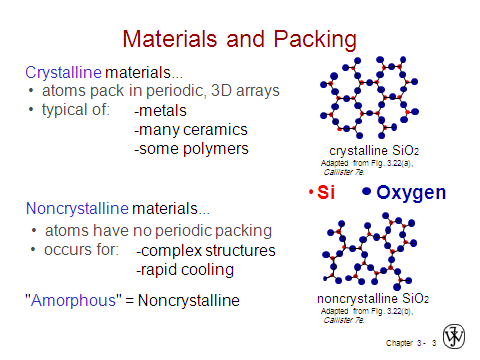 Materials and Packing
Crystalline materials...
• atoms pack in periodic, 3D arrays
• typical of: -metals
-many ceramics
-some polymers
crystalline SiO2
Adapted from Fig. 3.22(a),
Callister 7e.
•Si •Oxygen
Noncrystalline materials...
• atoms have no periodic packing
• occurs for: -complex structures
-rapid cooling
"Amorphous" = Noncrystalline
noncrystalline SiO2
Adapted from Fig. 3.22(b),
Callister 7e.
Chapter 3 - 3